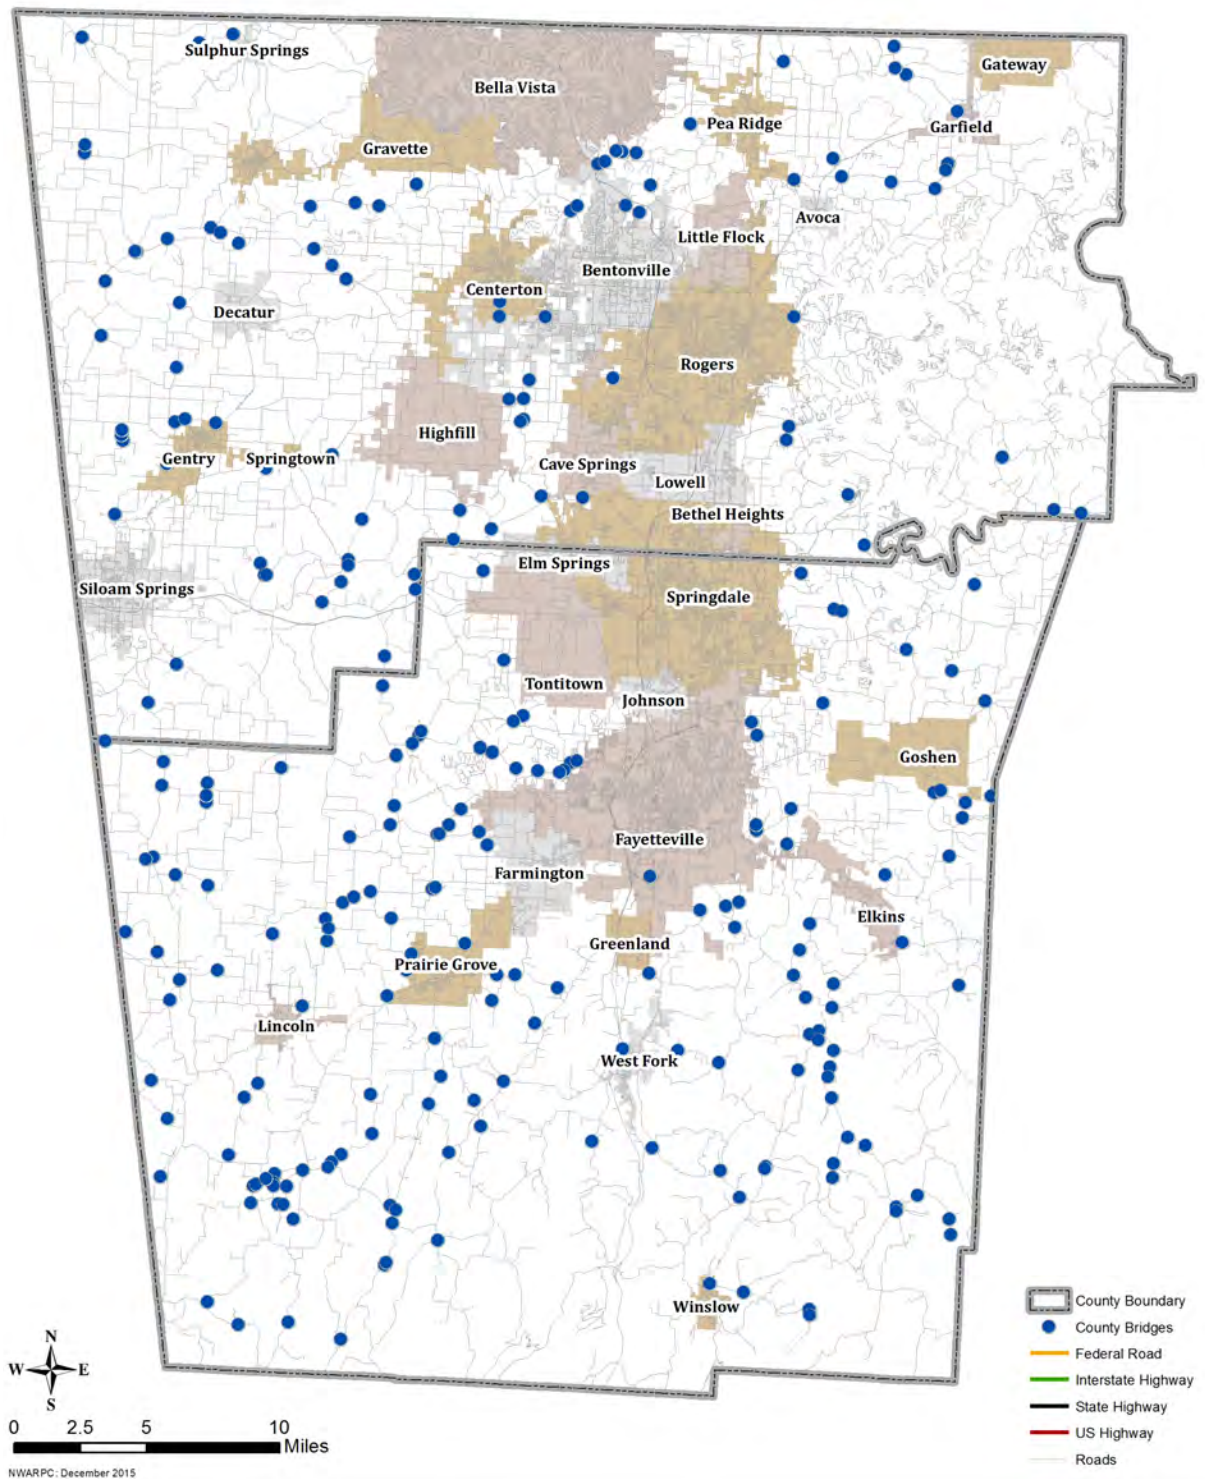 Sulphur Springs
Gateway
Bella Vista
Pea Ridge
Garfield
Gravette
Avoca
Little Flock
Bentonville
Centerton
Decatur
Rogers
Highfill
Gentry
Springtown
Cave Springs
Lowell
Bethel Heights
Elm Springs
Siloam Springs
Springdale
Tontitown
Johnson
Goshen
Fayetteville
Farmington
Elkins
Greenland
Prairie Grove
Lincoln
West Fork
Winslow
County Boundary
County Bridges
Federal Road
Interstate Highway
State Highway
US Highway
Roads
N
W E
S
0 2.5 5 10
Miles
NWARPC: December 2015